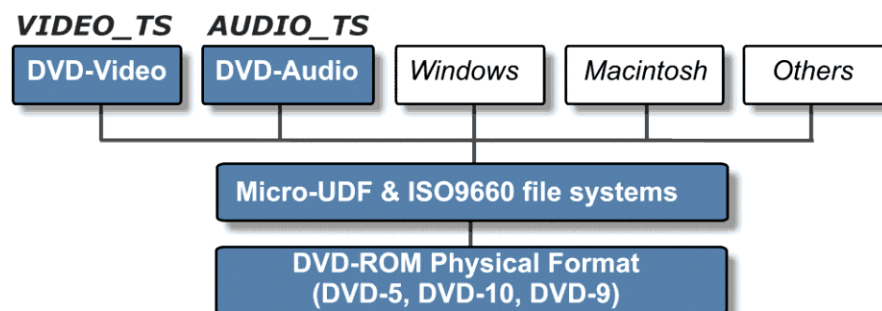 VIDEO_TS AUDIO_TS
DVD-Video DVD-Audio Windows Macintosh Others
Micro-UDF & ISO9660 file systems
DVD-ROM Physical Format
(DVD-5, DVD-10, DVD-9)